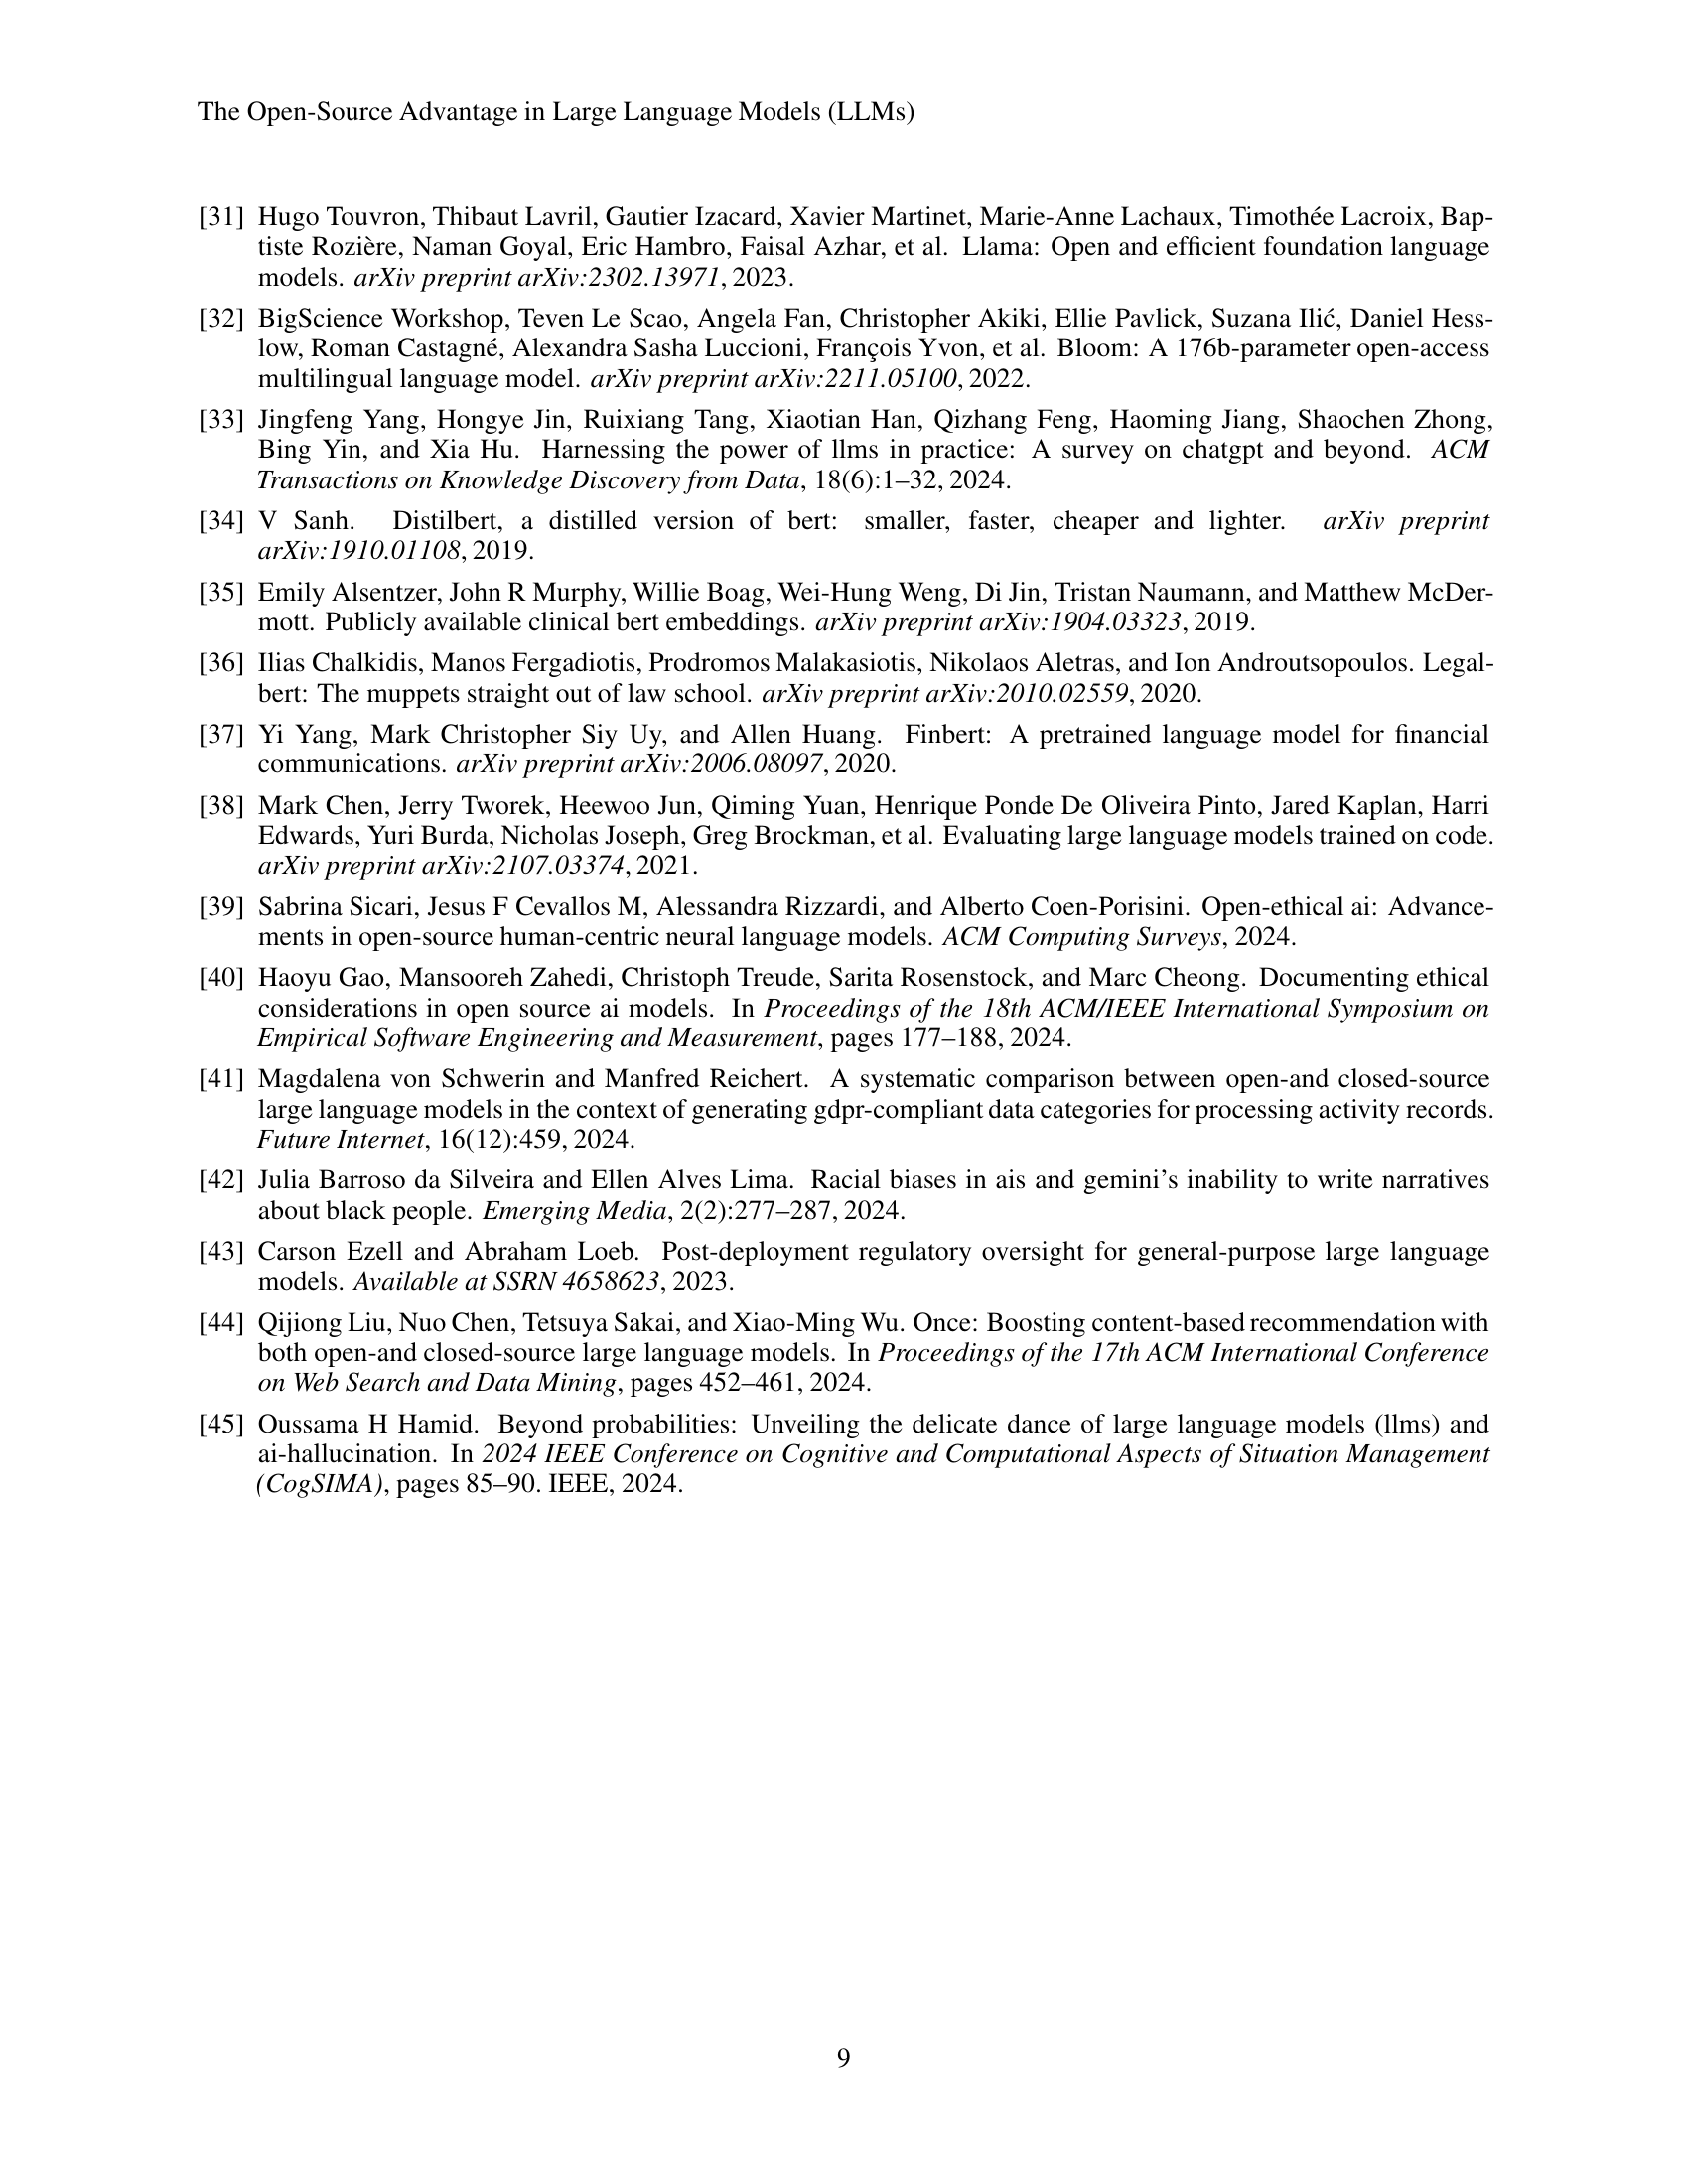 The Open-Source Advantage in Large Language Models (LLMs)
[31] Hugo Touvron, Thibaut Lavril, Gautier Izacard, Xavier Martinet, Marie-Anne Lachaux, Timothée Lacroix, Bap-
tiste Rozière, Naman Goyal, Eric Hambro, Faisal Azhar, et al. Llama: Open and efficient foundation language
models. arXiv preprint arXiv:2302.13971, 2023.
[32] BigScience Workshop, Teven Le Scao, Angela Fan, Christopher Akiki, Ellie Pavlick, Suzana Ilić, Daniel Hess-
low, Roman Castagné, Alexandra Sasha Luccioni, François Yvon, et al. Bloom: A 176b-parameter open-access
multilingual language model. arXiv preprint arXiv:2211.05100, 2022.
[33] Jingfeng Yang, Hongye Jin, Ruixiang Tang, Xiaotian Han, Qizhang Feng, Haoming Jiang, Shaochen Zhong,
Bing Yin, and Xia Hu. Harnessing the power of llms in practice: A survey on chatgpt and beyond. ACM
Transactions on Knowledge Discovery from Data, 18(6):1–32, 2024.
[34] V Sanh. Distilbert, a distilled version of bert: smaller, faster, cheaper and lighter. arXiv preprint
arXiv:1910.01108, 2019.
[35] Emily Alsentzer, John R Murphy, Willie Boag, Wei-Hung Weng, Di Jin, Tristan Naumann, and Matthew McDer-
mott. Publicly available clinical bert embeddings. arXiv preprint arXiv:1904.03323, 2019.
[36] Ilias Chalkidis, Manos Fergadiotis, Prodromos Malakasiotis, Nikolaos Aletras, and Ion Androutsopoulos. Legal-
bert: The muppets straight out of law school. arXiv preprint arXiv:2010.02559, 2020.
[37] Yi Yang, Mark Christopher Siy Uy, and Allen Huang. Finbert: A pretrained language model for financial
communications. arXiv preprint arXiv:2006.08097, 2020.
[38] Mark Chen, Jerry Tworek, Heewoo Jun, Qiming Yuan, Henrique Ponde De Oliveira Pinto, Jared Kaplan, Harri
Edwards, Yuri Burda, Nicholas Joseph, Greg Brockman, et al. Evaluating large language models trained on code.
arXiv preprint arXiv:2107.03374, 2021.
[39] Sabrina Sicari, Jesus F Cevallos M, Alessandra Rizzardi, and Alberto Coen-Porisini. Open-ethical ai: Advance-
ments in open-source human-centric neural language models. ACM Computing Surveys, 2024.
[40] Haoyu Gao, Mansooreh Zahedi, Christoph Treude, Sarita Rosenstock, and Marc Cheong. Documenting ethical
considerations in open source ai models. In Proceedings of the 18th ACM/IEEE International Symposium on
Empirical Software Engineering and Measurement, pages 177–188, 2024.
[41] Magdalena von Schwerin and Manfred Reichert. A systematic comparison between open-and closed-source
large language models in the context of generating gdpr-compliant data categories for processing activity records.
Future Internet, 16(12):459, 2024.
[42] Julia Barroso da Silveira and Ellen Alves Lima. Racial biases in ais and gemini’s inability to write narratives
about black people. Emerging Media, 2(2):277–287, 2024.
[43] Carson Ezell and Abraham Loeb. Post-deployment regulatory oversight for general-purpose large language
models. Available at SSRN 4658623, 2023.
[44] Qijiong Liu, Nuo Chen, Tetsuya Sakai, and Xiao-Ming Wu. Once: Boosting content-based recommendation with
both open-and closed-source large language models. In Proceedings of the 17th ACM International Conference
on Web Search and Data Mining, pages 452–461, 2024.
[45] Oussama H Hamid. Beyond probabilities: Unveiling the delicate dance of large language models (llms) and
ai-hallucination. In 2024 IEEE Conference on Cognitive and Computational Aspects of Situation Management
(CogSIMA), pages 85–90. IEEE, 2024.
9